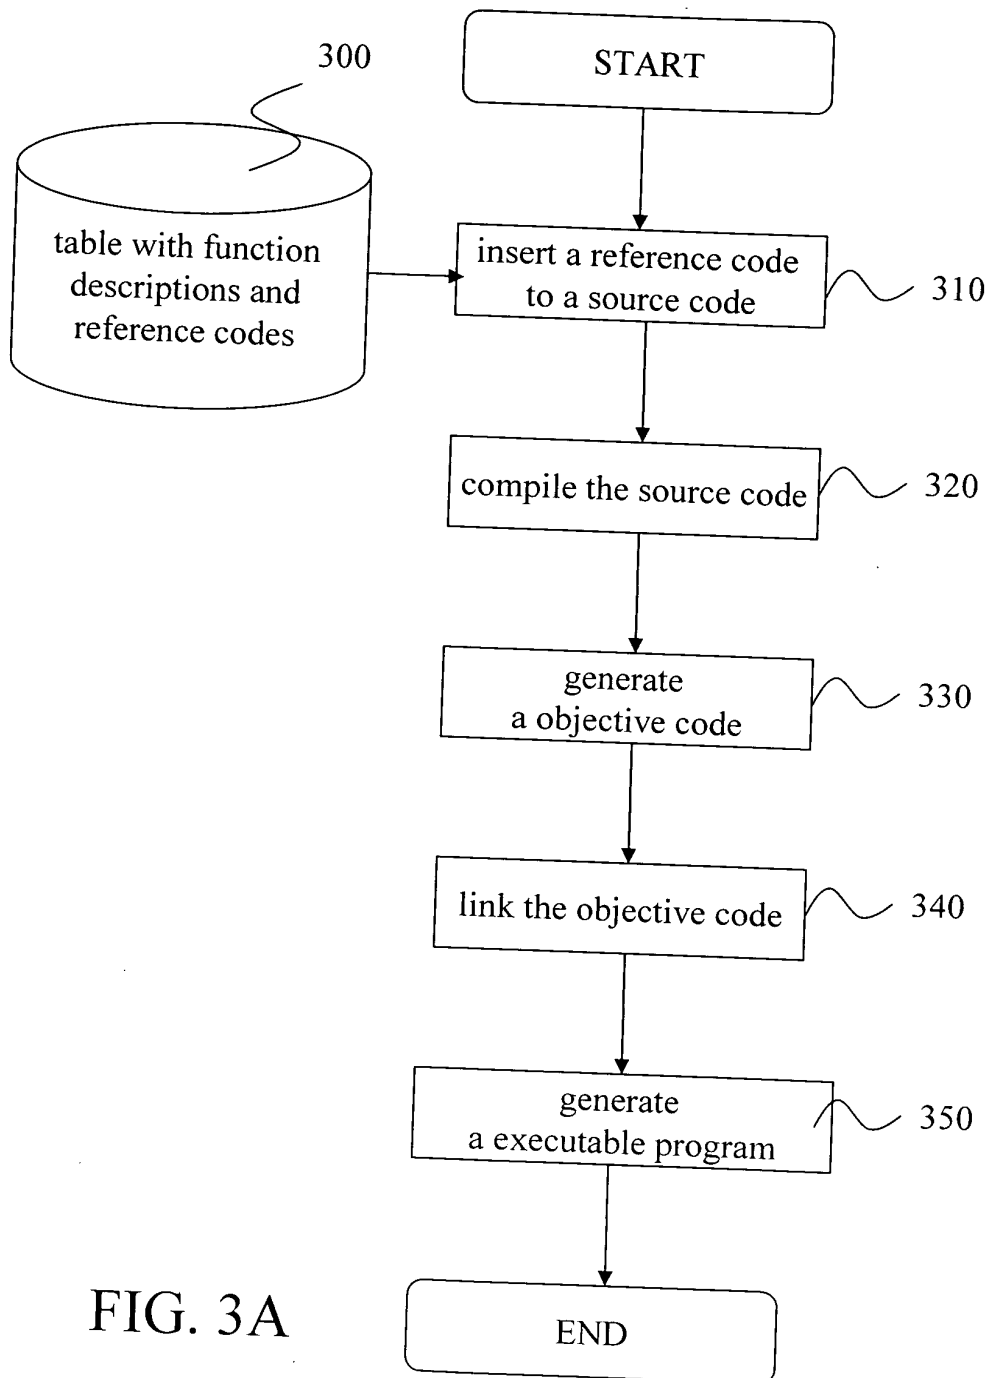 300
START
table with function
descriptions and
reference codes
insert a reference code
to a source code
310
compile the source code
320
generate
a objective code
330
link the objective code
340
generate
a executable program
350
END
FIG. 3A